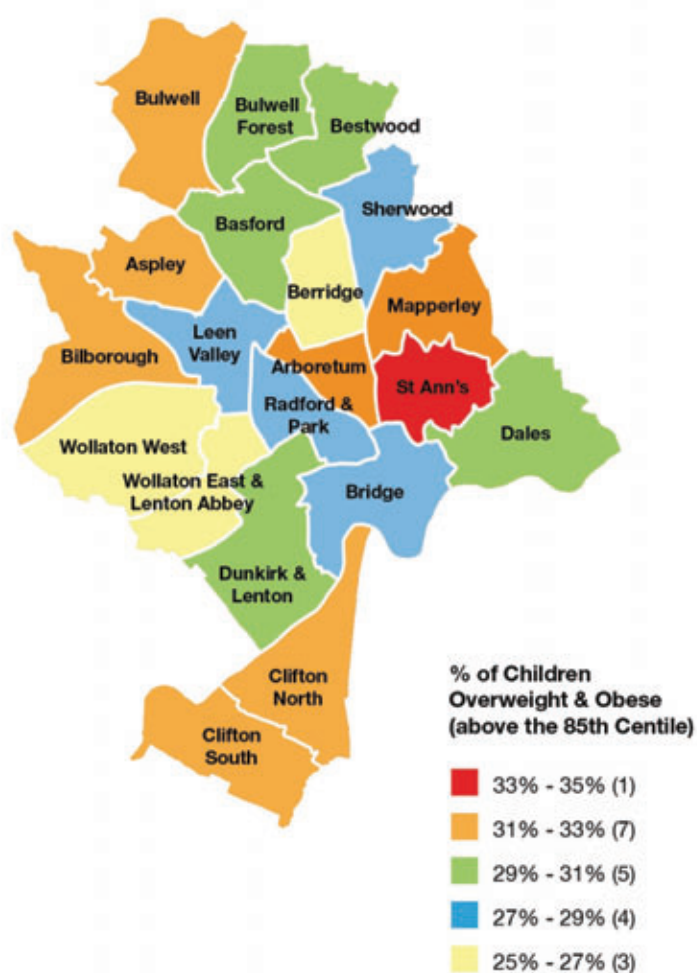 Bulwell
Bulwell
Forest
Bestwood
Sherwood
Basford
Aspley
Berridge
Mapperley
Leen
Valley
Bilborough
Arboretum
St Ann's
Radford &
Park
Dales
Wollaton West
Wollaton East &
Lenton Abbey
Bridge
Dunkirk &
Lenton
Clifton
North
Clifton
South
% of Children
Overweight & Obese
(above the 85th Centile)
33% - 35% (1)
31% - 33% (7)
29% - 31% (5)
27% - 29% (4)
25% - 27% (3)